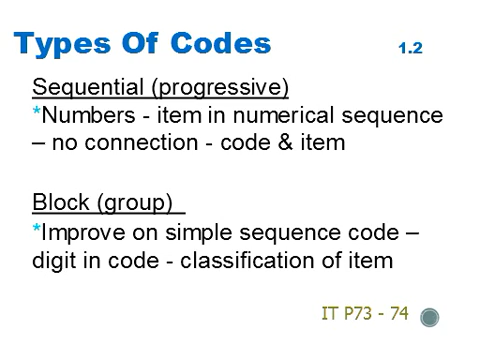 Types Of Codes 1.2
Sequential (progressive)
*Numbers - item in numerical sequence
– no connection - code & item
Block (group)
*Improve on simple sequence code –
digit in code - classification of item
IT P73 - 74